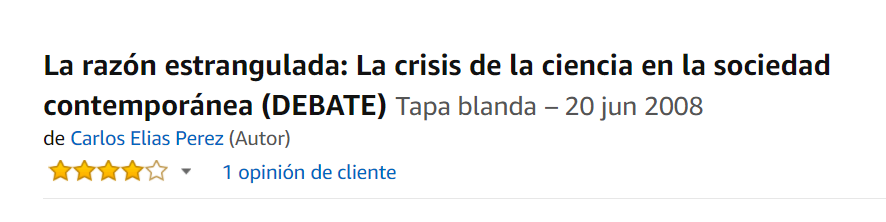 La razón estrangulada: La crisis de la ciencia en la sociedad
contemporánea (DEBATE) Tapa blanda – 20 jun 2008
de Carlos Elias Perez (Autor)
1 opinión de cliente